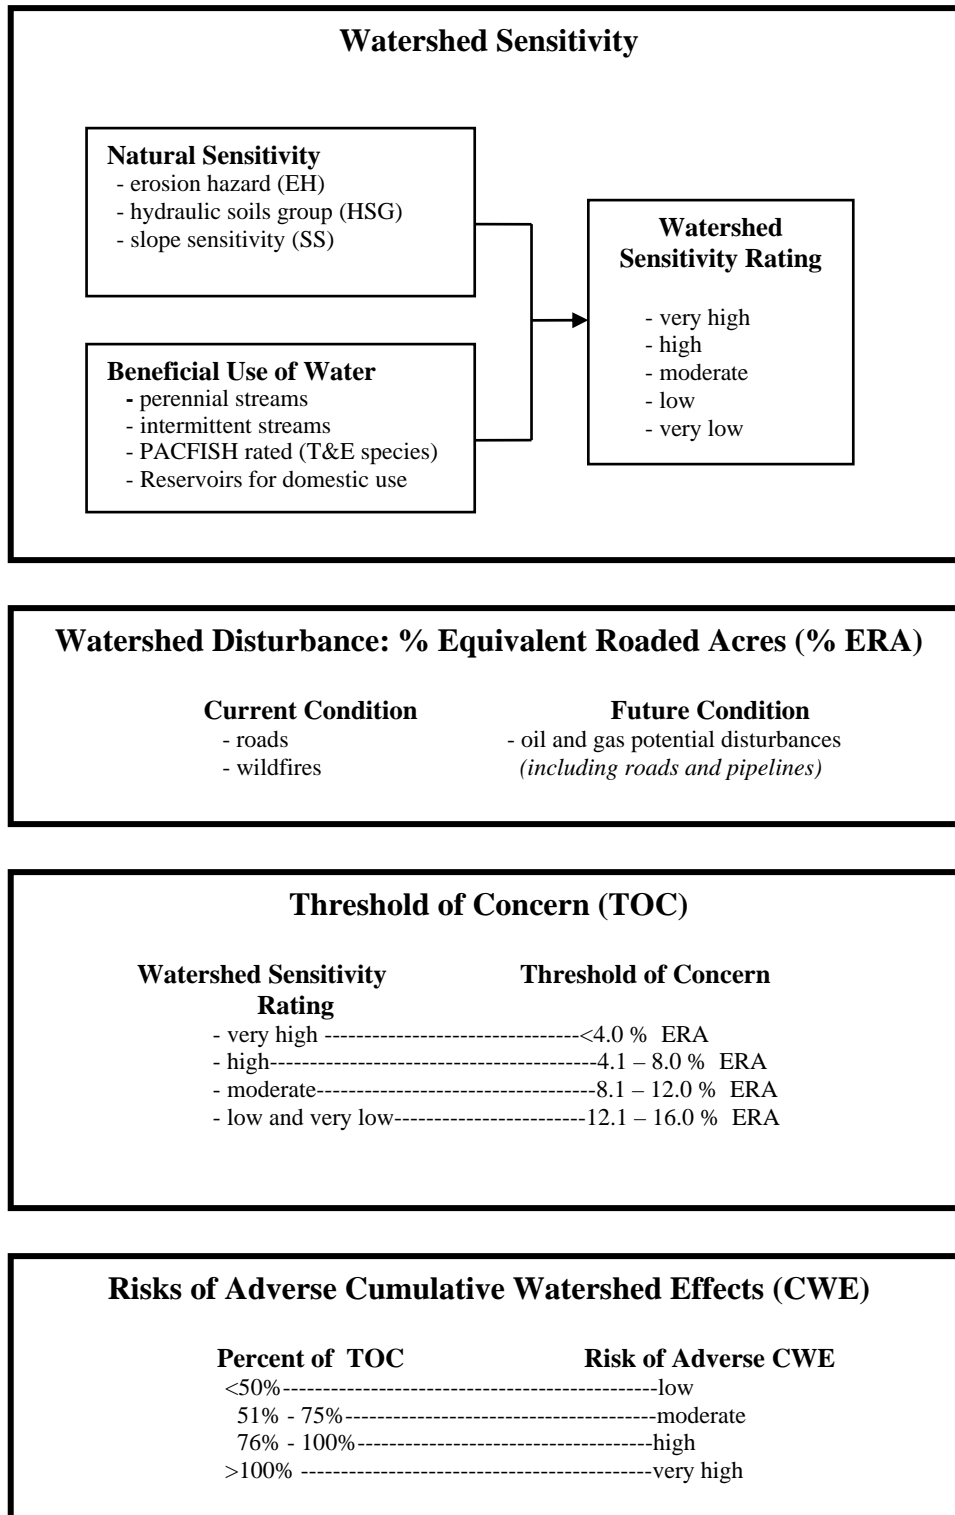 Watershed Sensitivity
Natural Sensitivity
- erosion hazard (EH)
- hydraulic soils group (HSG)
- slope sensitivity (SS)
Beneficial Use of Water
- perennial streams
- intermittent streams
- PACFISH rated (T&E species)
- Reservoirs for domestic use
Watershed
Sensitivity Rating
- very high
- high
- moderate
- low
- very low
Watershed Disturbance: % Equivalent Roaded Acres (% ERA)
Current Condition
- roads
- wildfires
Future Condition
- oil and gas potential disturbances
(including roads and pipelines)
Threshold of Concern (TOC)
Watershed Sensitivity Threshold of Concern
Rating
- very high --------------------------------<4.0 % ERA
- high-----------------------------------------4.1 – 8.0 % ERA
- moderate-----------------------------------8.1 – 12.0 % ERA
- low and very low------------------------12.1 – 16.0 % ERA
Risks of Adverse Cumulative Watershed Effects (CWE)
Percent of TOC Risk of Adverse CWE
<50%-----------------------------------------------low
51% - 75%---------------------------------------moderate
76% - 100%-------------------------------------high
>100% --------------------------------------------very high